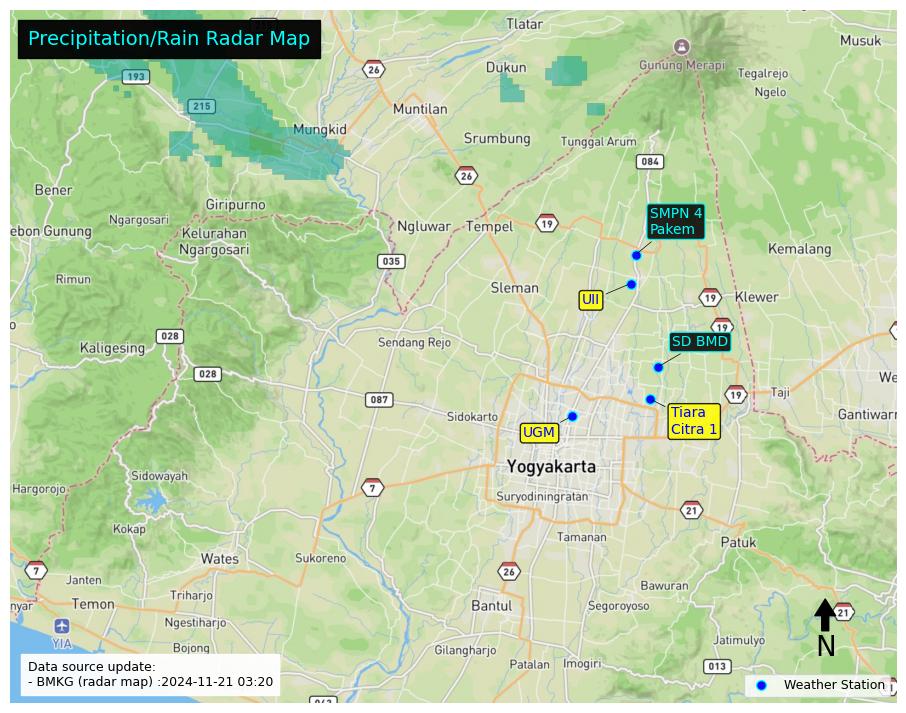 Precipitation/Rain Radar Map
Tlatar
Musuk
Gunung Merapi
Dukun
26
193
Tegalrejo
Ngelo
215
Muntilan
Mungkid
Srumbung
Tunggal Arum
084
26
Bener
Giripurno
SMPN 4
Pakem
Ngargosari
ebon Gunung
Kelurahan
Ngargosari
Ngluwar
Tempel
19
Kemalang
035
Rimun
Sleman
UII
19
Klewer
19
028
Kaligesing
Sendang Rejo
SD BMD
028
We
087
19
Taji
Sidokarto
Tiara
Citra 1
Gantiwarn
UGM
Yogyakarta
Sidowayah
Hargorojo
7
Suryodiningratan
21
Kokap
Tamanan
Patuk
Wates
Sukoreno
7
26
Janten
Bawuran
Triharjo
nyar
Temon
Bantul
Segoroyoso
21
YIA
Ngestiharjo
N
Bojong
Gilangharjo
Jatimulyo
Patalan
Imogiri
013
Data source update:
- BMKG (radar map) :2024-11-21 03:20
Weather Station